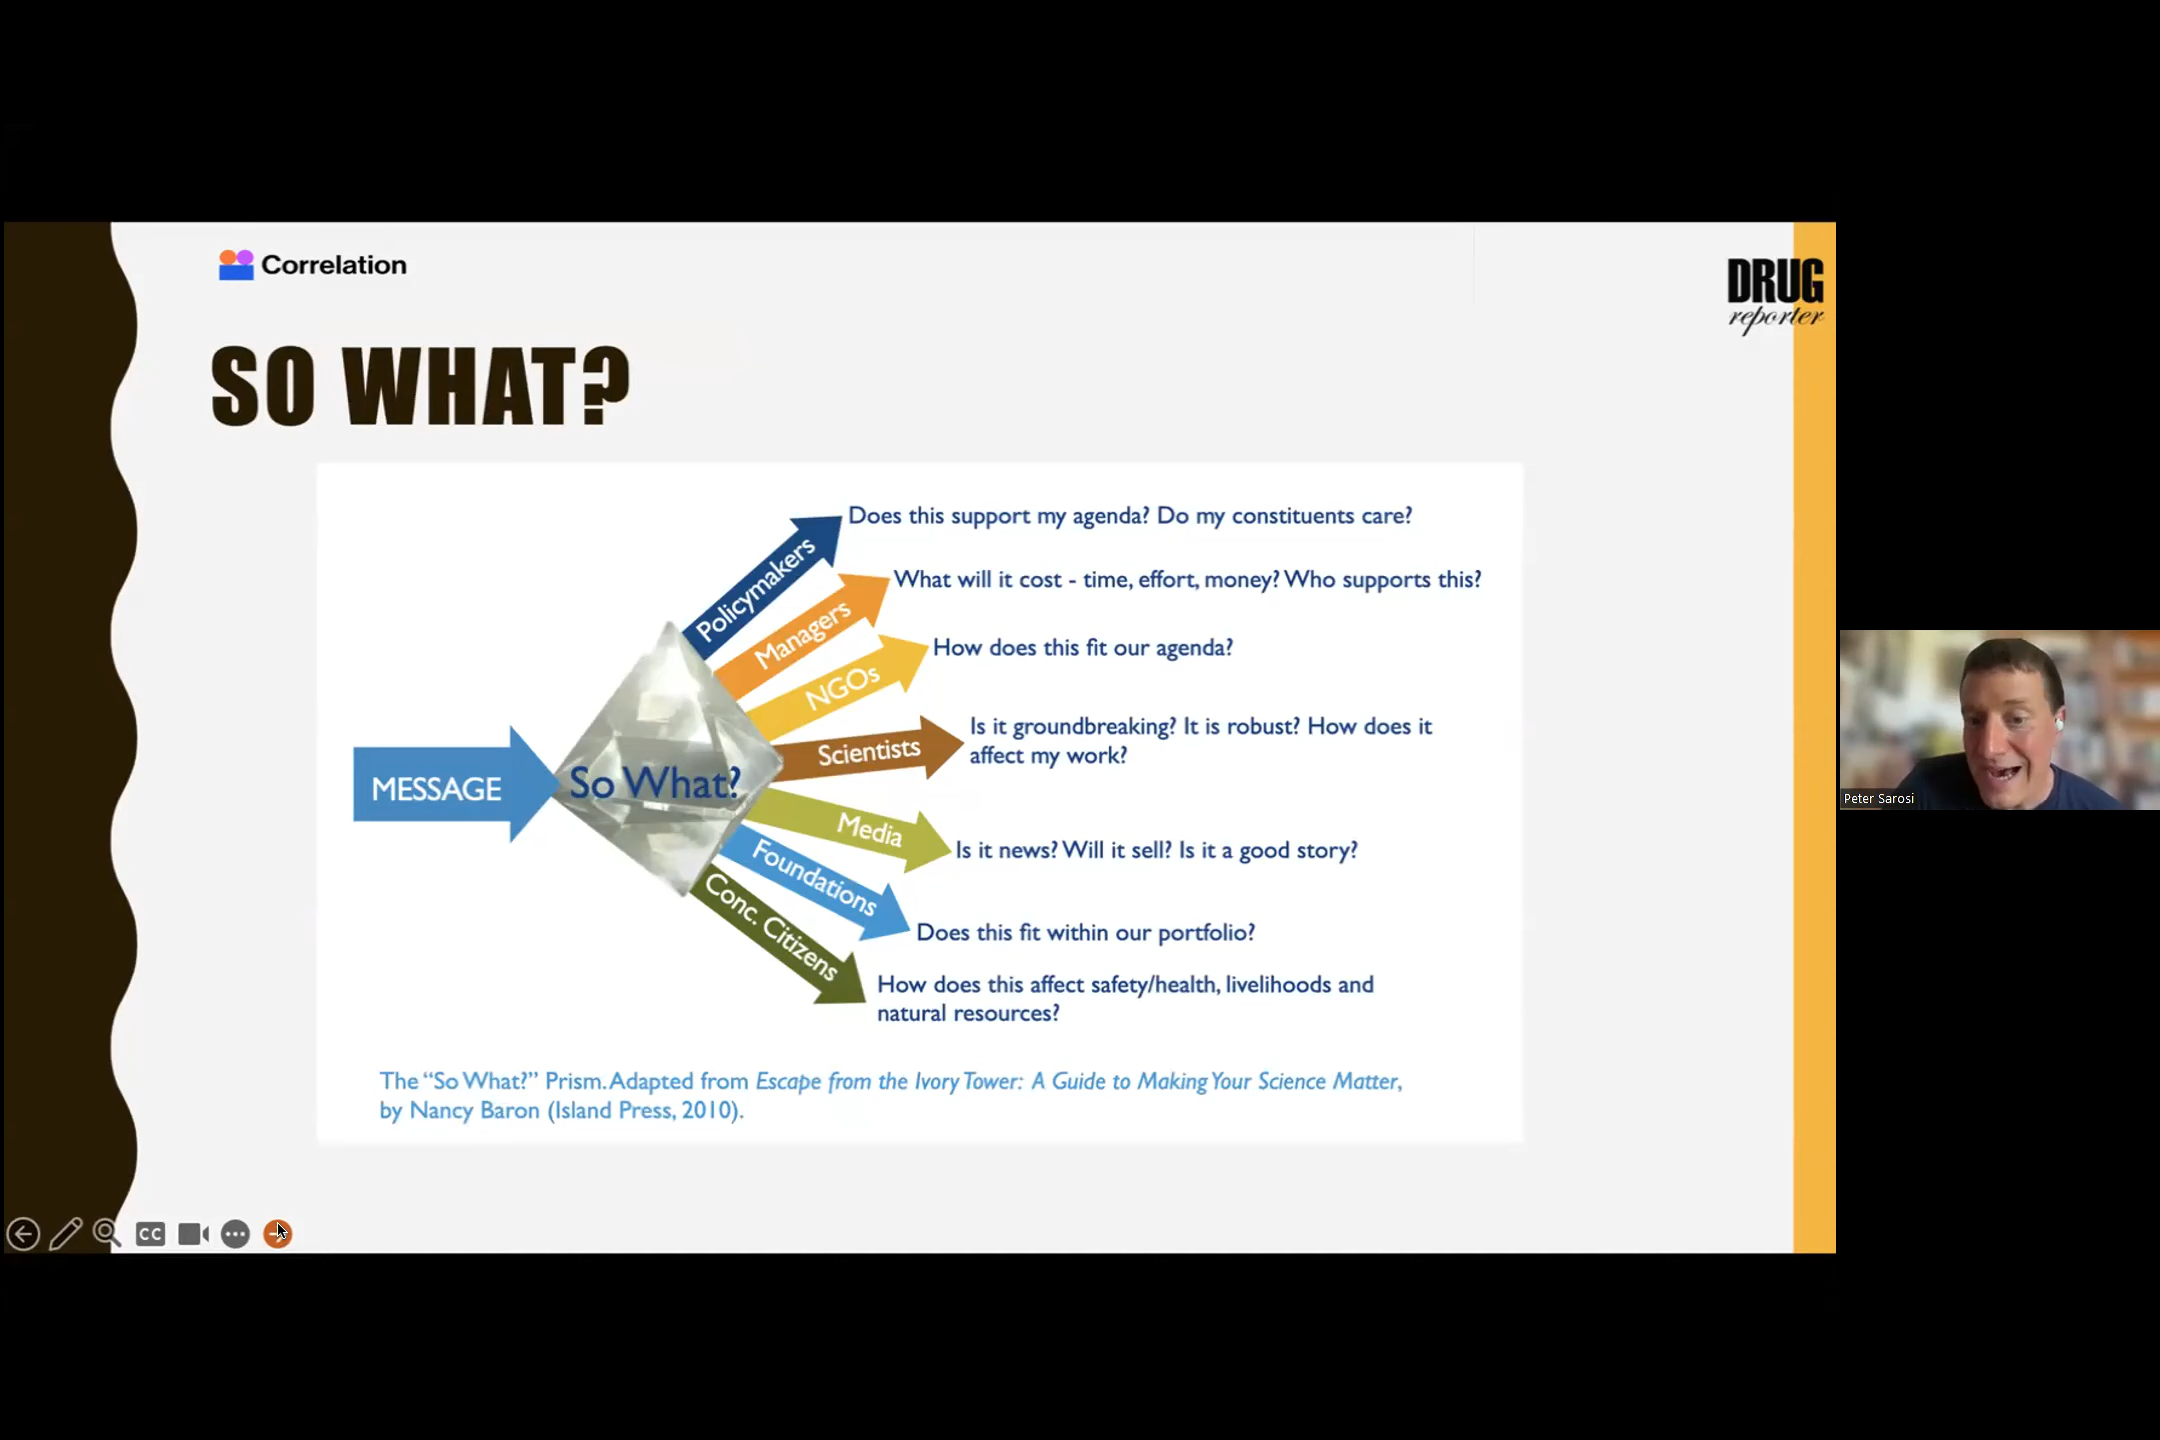 Correlation
DRUG
reporter
SO WHAT?
MESSAGE
So What?
Policymakers
Does this support my agenda? Do my constituents care?
Managers
What will it cost - time, effort, money? Who supports this?
NGOs
How does this fit our agenda?
Scientists
Is it groundbreaking? It is robust? How does it
affect my work?
Media
Is it news? Will it sell? Is it a good story?
Foundations
Does this fit within our portfolio?
Conc. Citizens
How does this affect safety/health, livelihoods and
natural resources?
The “So What?” Prism. Adapted from Escape from the Ivory Tower: A Guide to Making Your Science Matter,
by Nancy Baron (Island Press, 2010).
CC
Peter Sarosi